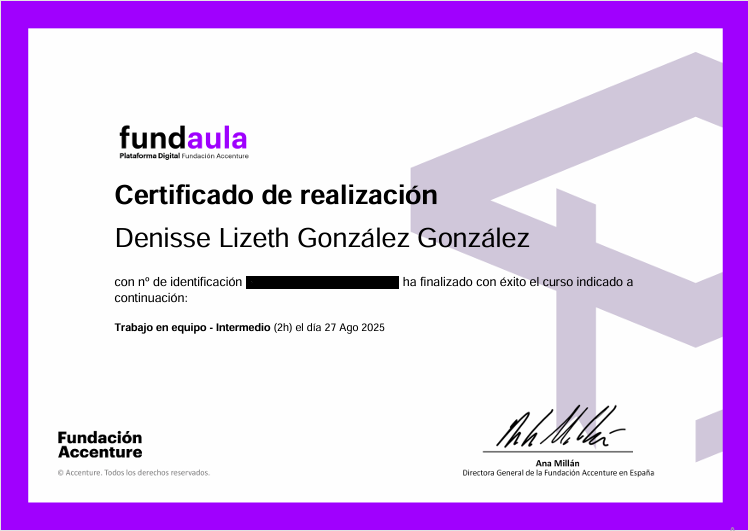 fundaula
Plataforma Digital Fundación Accenture
Certificado de realización
Denisse Lizeth González González
con nº de identificación ha finalizado con éxito el curso indicado a
continuación:
Trabajo en equipo - Intermedio (2h) el día 27 Ago 2025
Fundación
Accenture
© Accenture. Todos los derechos reservados.
Ana Millán
Ana Millán
Directora General de la Fundación Accenture en España